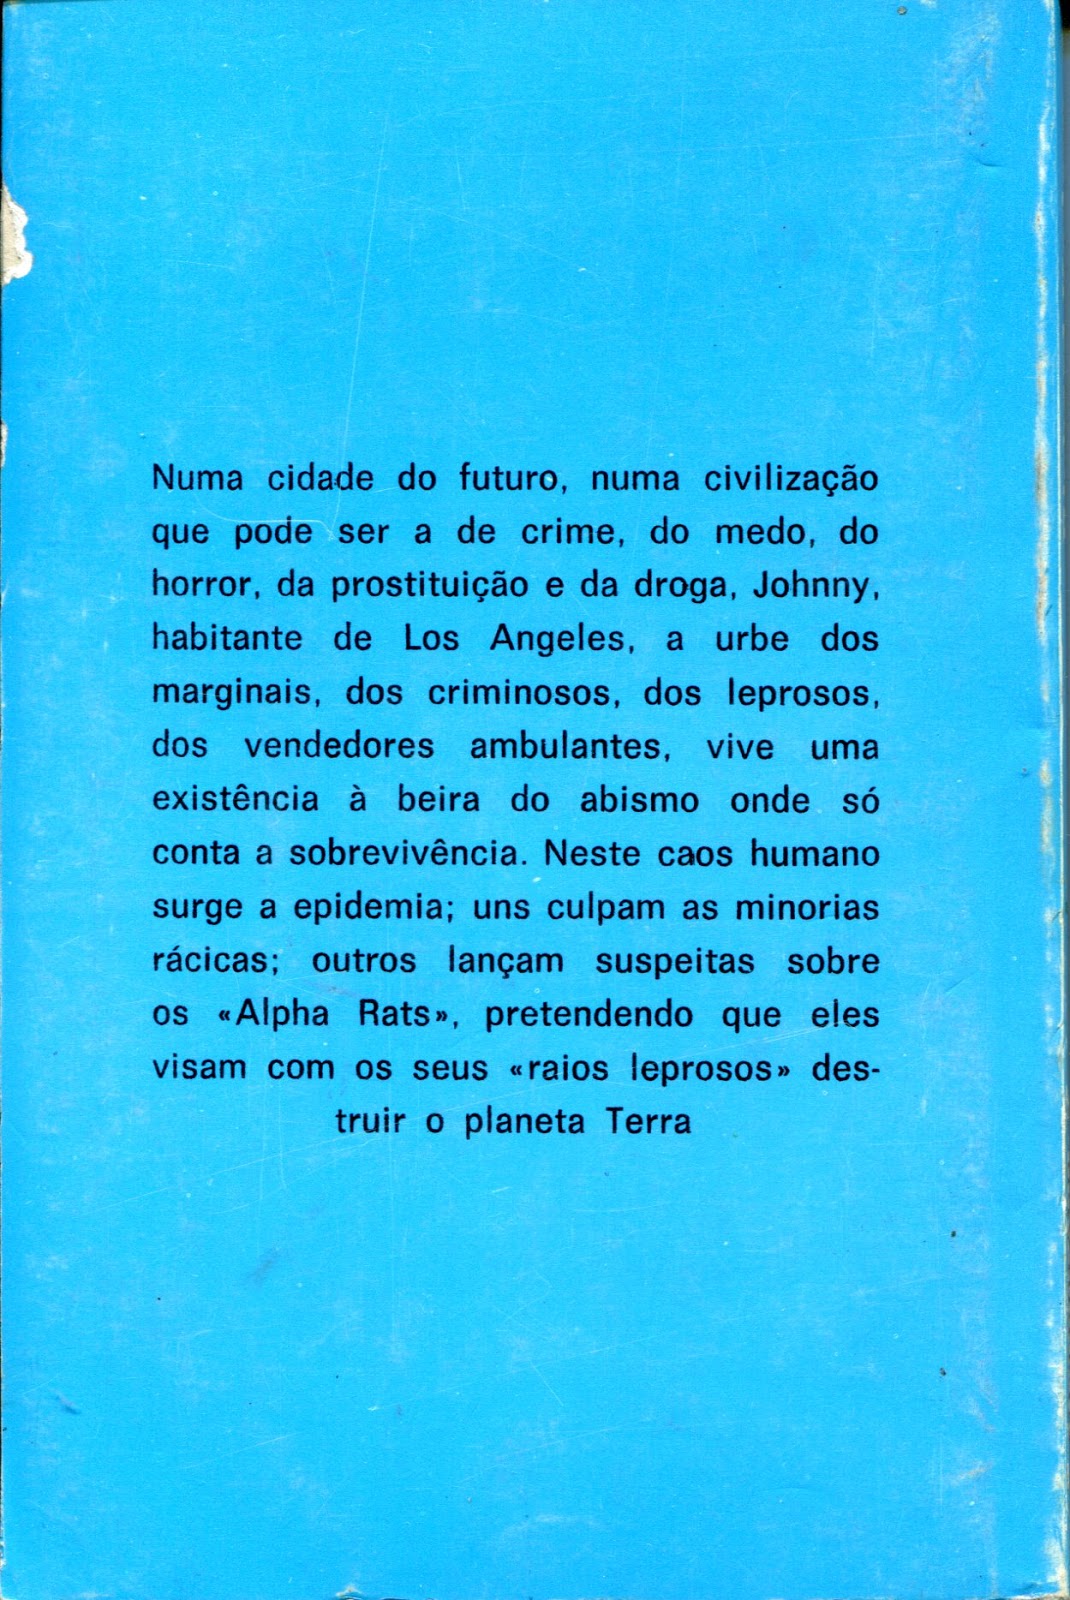 Numa cidade do futuro, numa civilização
que pode ser a de crime, do medo, do
horror, da prostituição e da droga, Johnny,
habitante de Los Angeles, a urbe dos
marginais, dos criminosos, dos leprosos,
dos vendedores ambulantes, vive uma
existência à beira do abismo onde só
conta a sobrevivência. Neste caos humano
surge a epidemia; uns culpam as minorias
rácicas; outros lançam suspeitas sobre
os «Alpha Rats», pretendendo que eles
visam com os seus «raios leprosos» des-
truir o planeta Terra